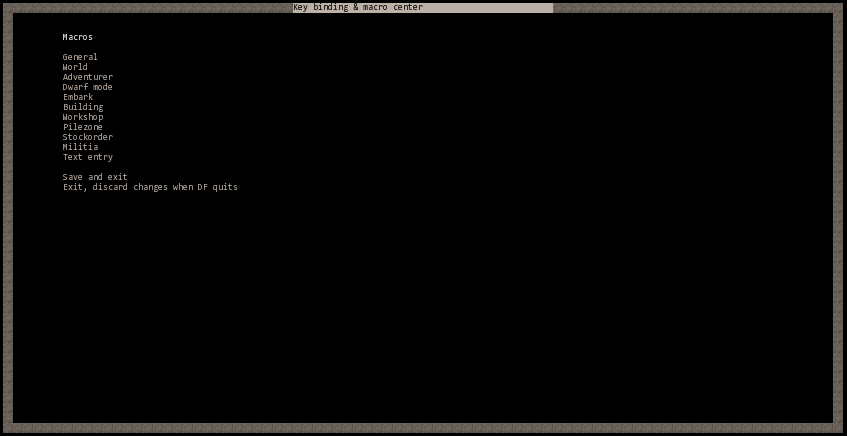 Key binding & macro center
Macros
General
World
Adventurer
Dwarf mode
Embark
Building
Workshop
Pilezone
Stockorder
Militia
Text entry
Save and exit
Exit, discard changes when DF quits